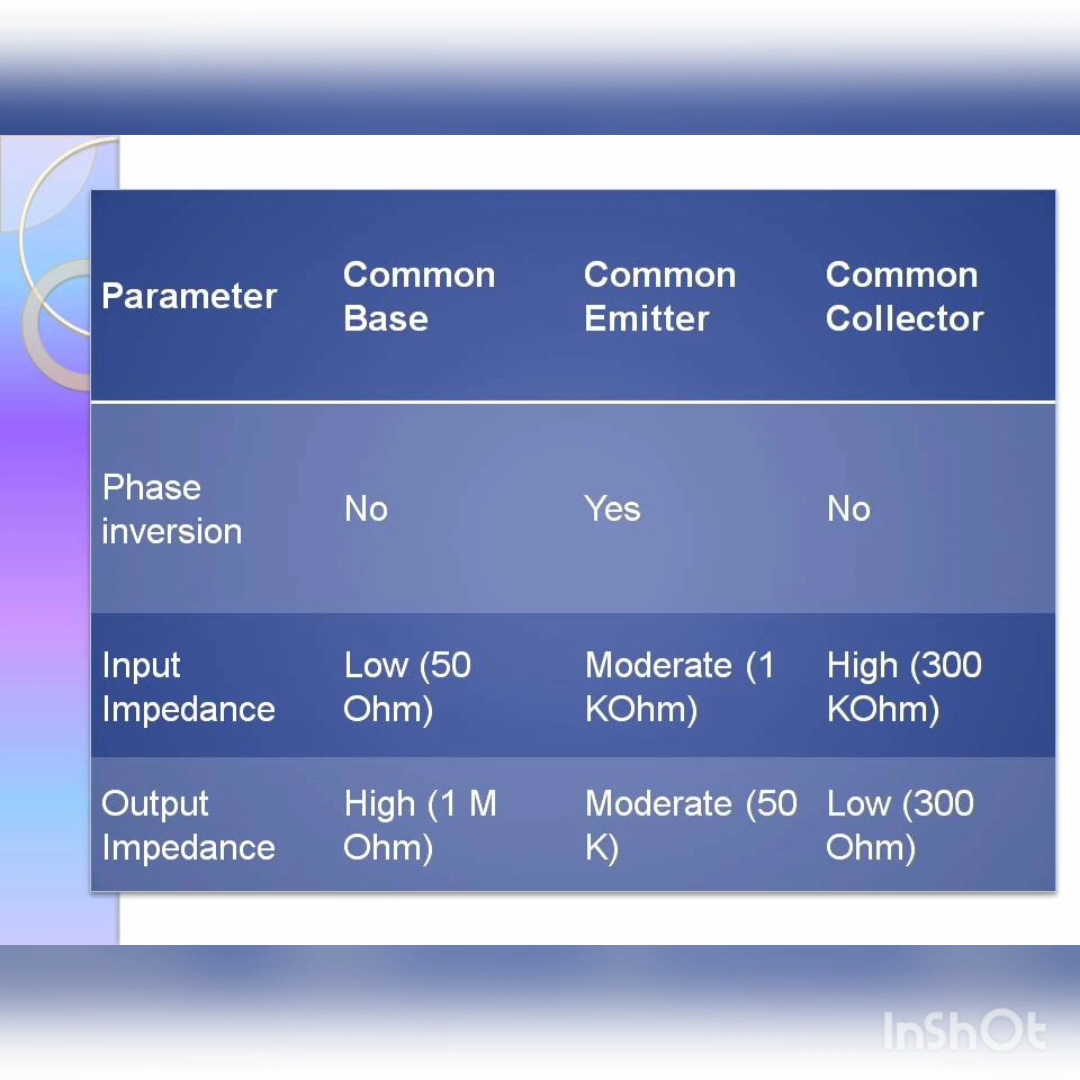 Parameter
Common
Base
Common
Emitter
Common
Collector
Phase
inversion
No
Yes
No
Input
Impedance
Low (50
Ohm)
Moderate (1
KOhm)
High (300
KOhm)
Output
Impedance
High (1 M
Ohm)
Moderate (50
K)
Low (300
Ohm)
InShOt